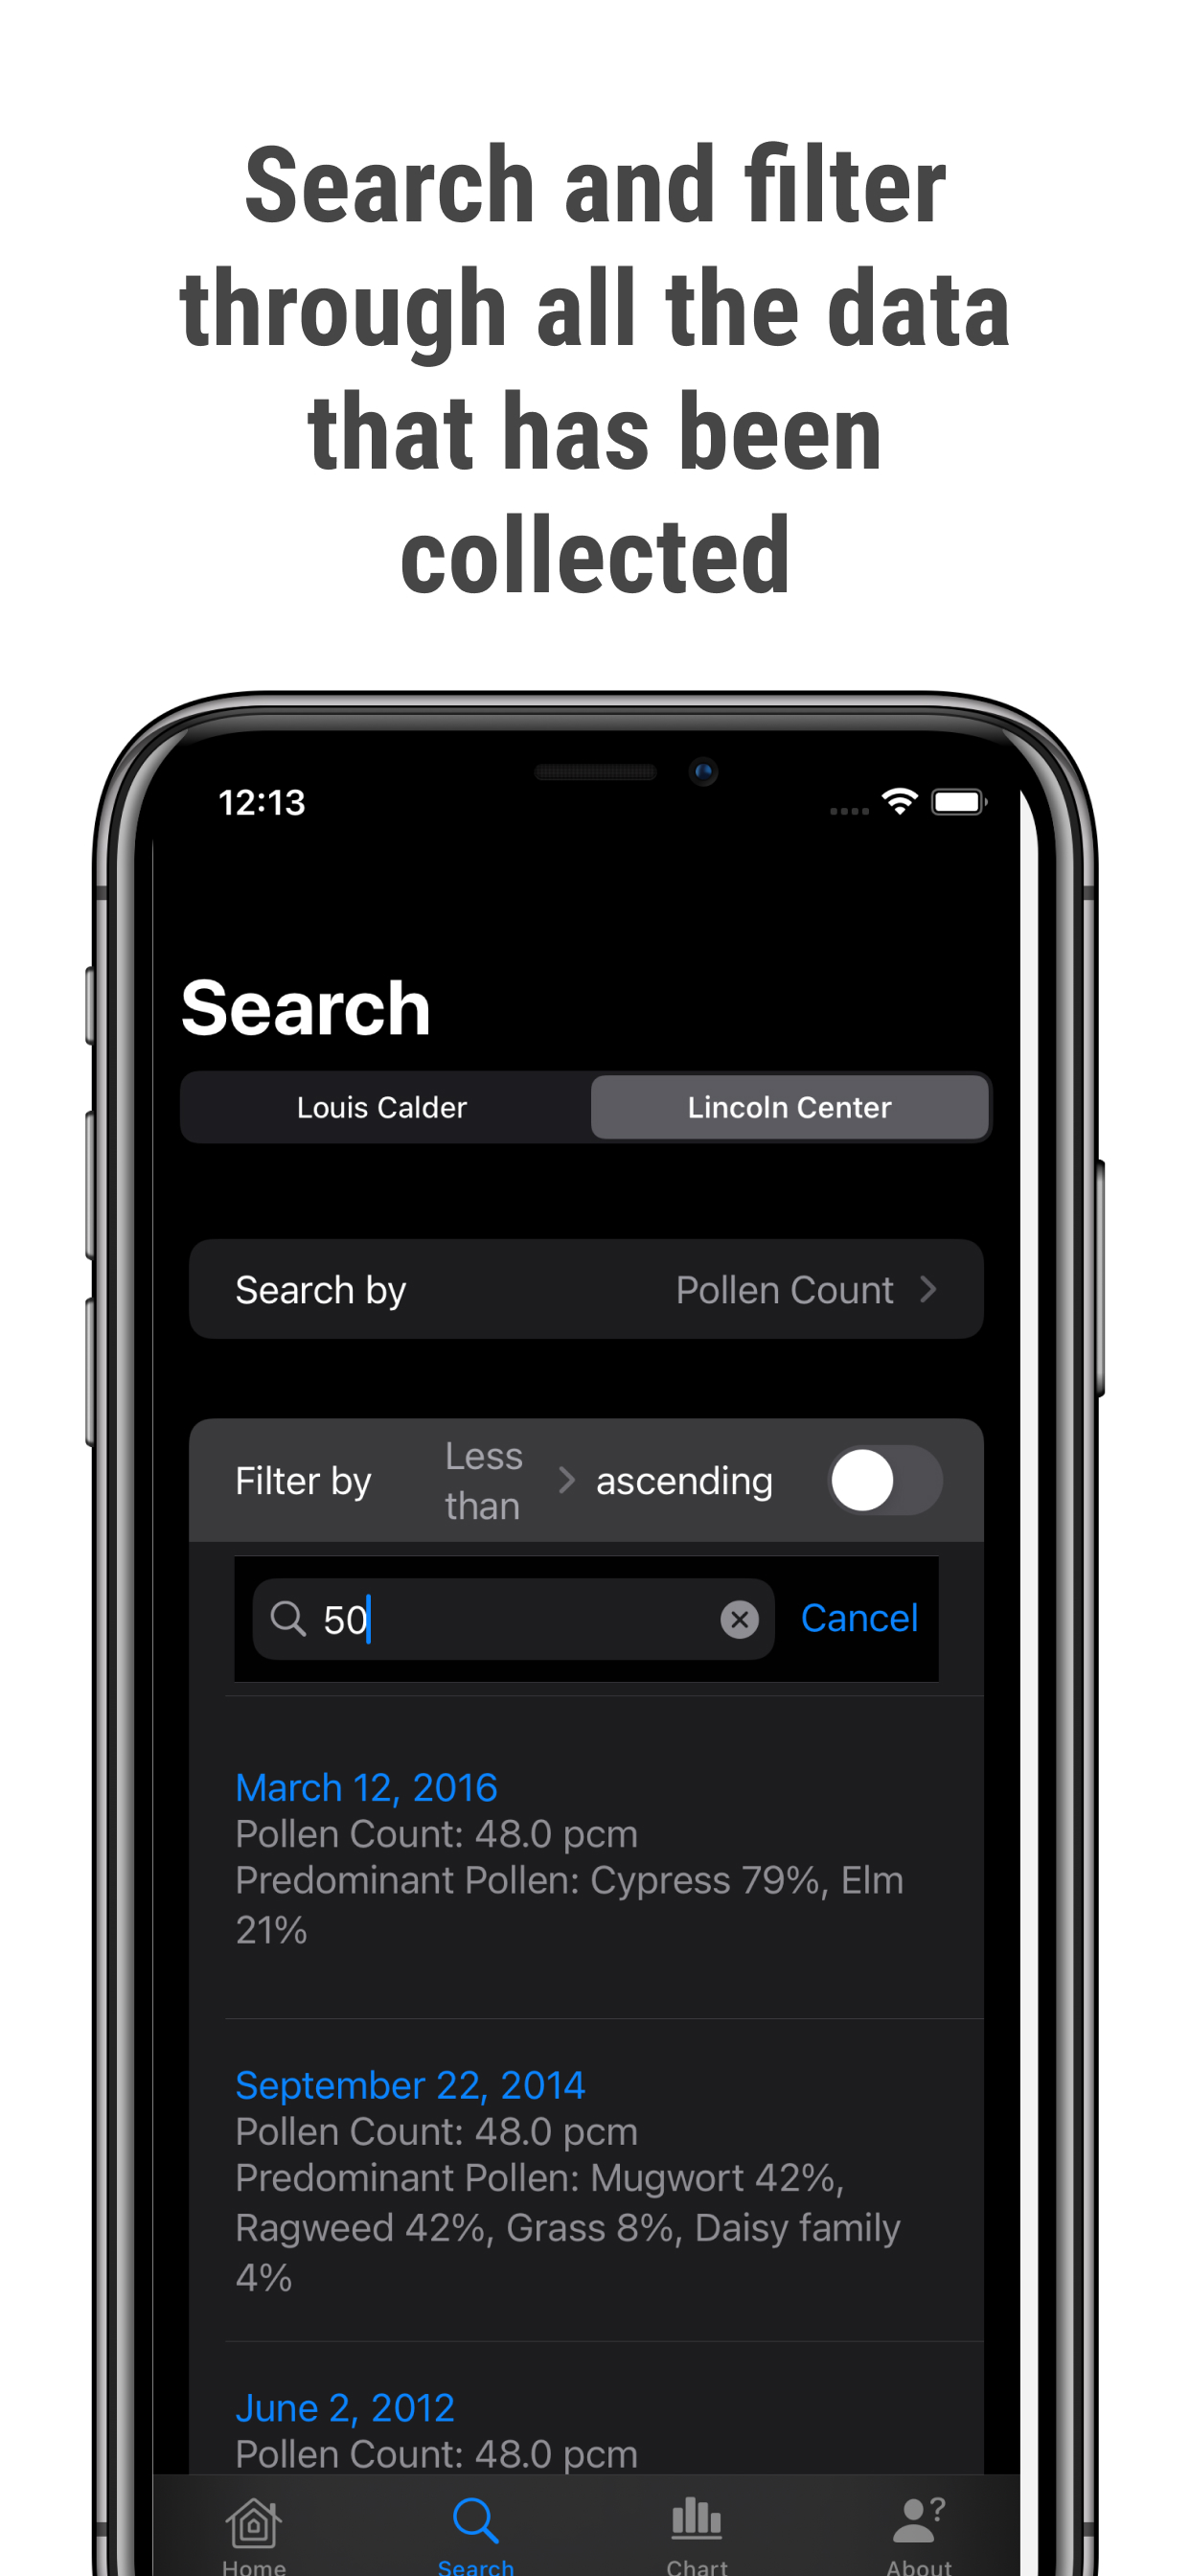 Search and filter
through all the data
that has been
collected
12:13
Search
Louis Calder
Lincoln Center
Search by
Pollen Count
Filter by
Less
than
ascending
50
Cancel
March 12, 2016
Pollen Count: 48.0 pcm
Predominant Pollen: Cypress 79%, Elm
21%
September 22, 2014
Pollen Count: 48.0 pcm
Predominant Pollen: Mugwort 42%,
Ragweed 42%, Grass 8%, Daisy family
4%
June 2, 2012
Pollen Count: 48.0 pcm
Home
Search
Chart
About